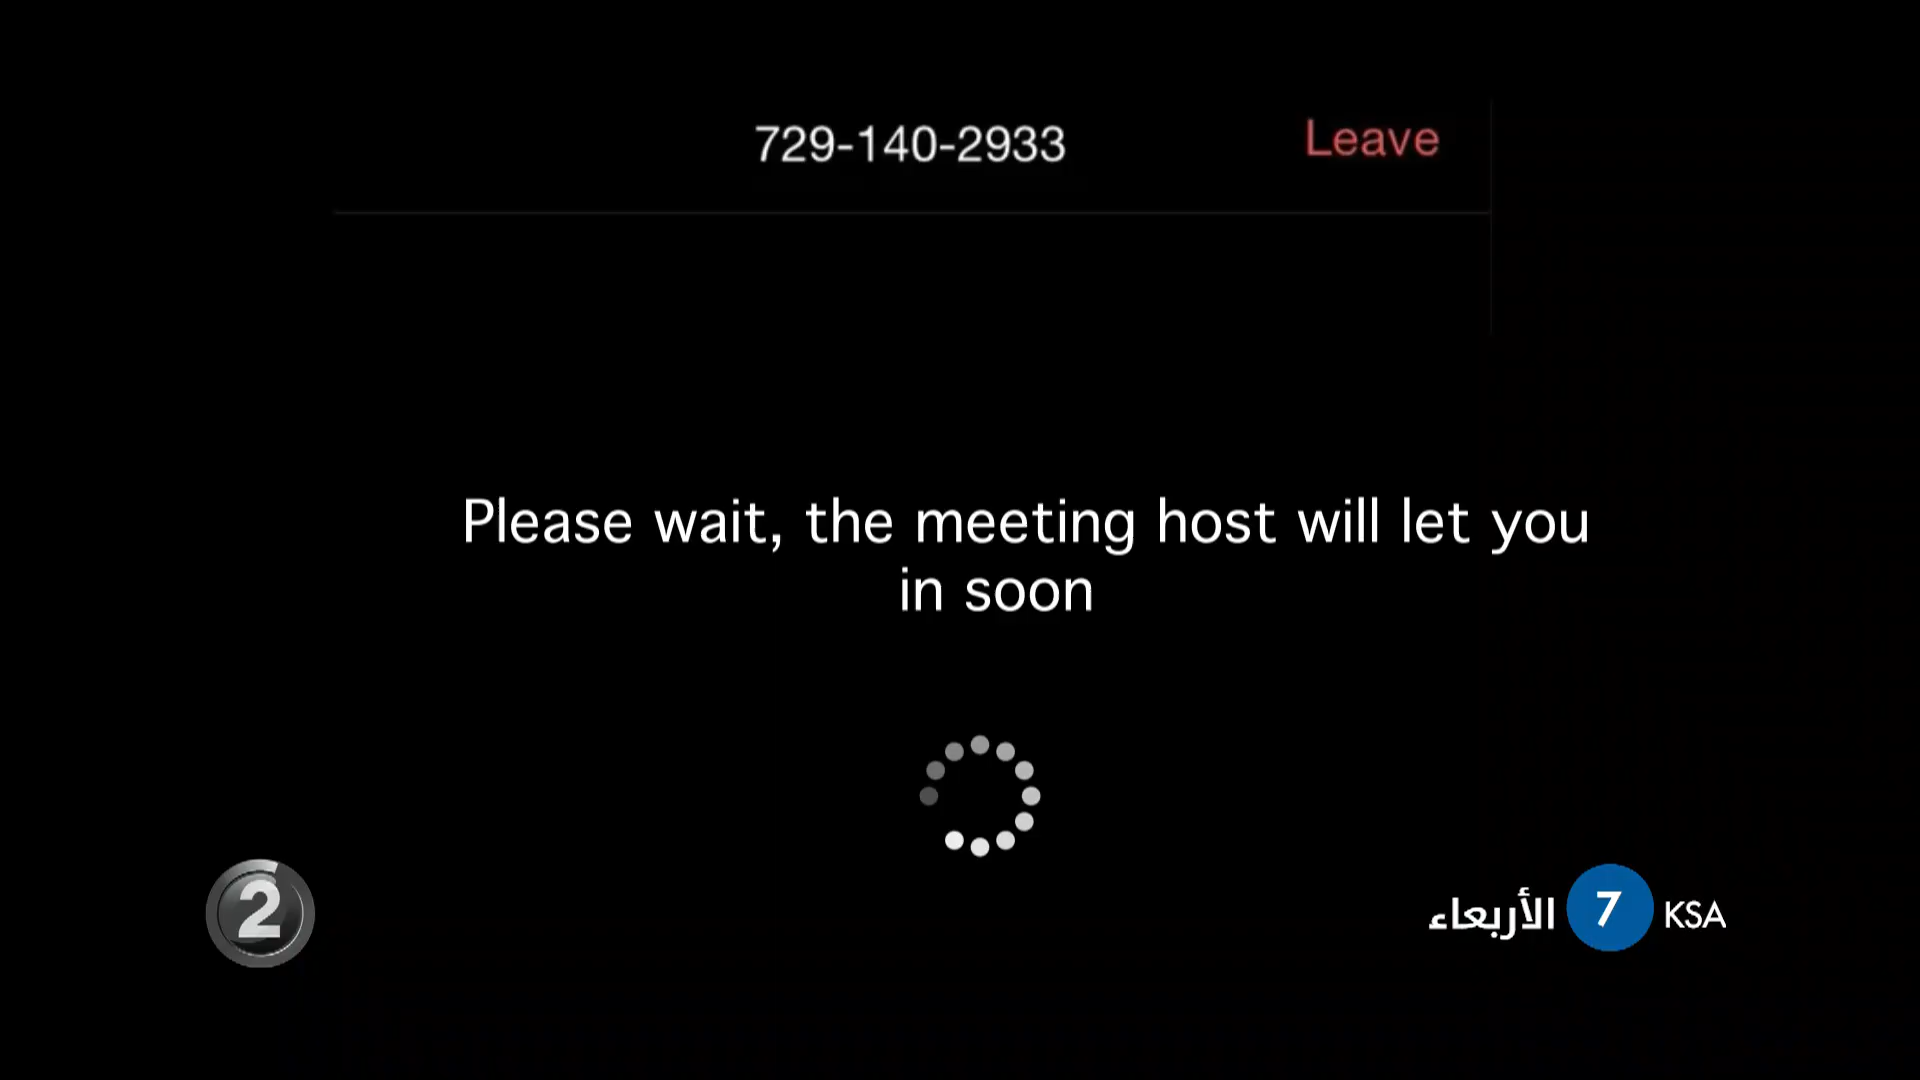 729-140-2933
Leave
Please wait, the meeting host will let you
in soon
2
الأربعاء 7 KSA